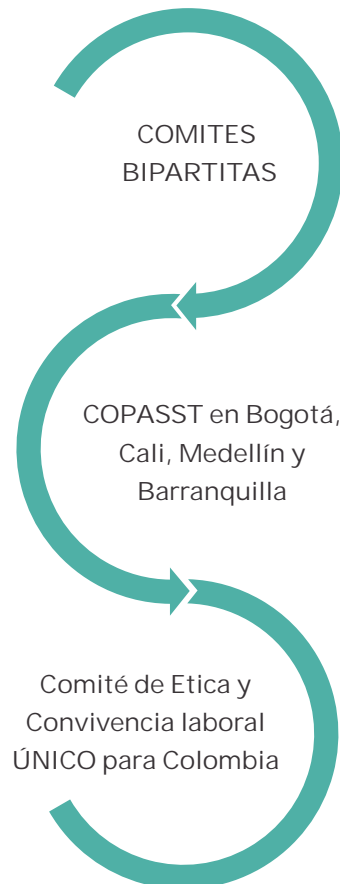 COMITES
BIPARTITAS
COPASST en Bogotá,
Cali, Medellín y
Barranquilla
Comité de Etica y
Convivencia laboral
ÚNICO para Colombia